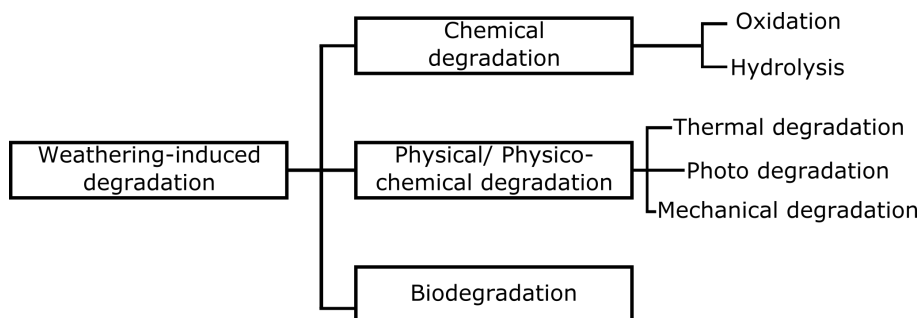 Chemical
degradation
Oxidation
Hydrolysis
Weathering-induced
degradation
Physical/ Physico-
chemical degradation
Thermal degradation
Photo degradation
Mechanical degradation
Biodegradation